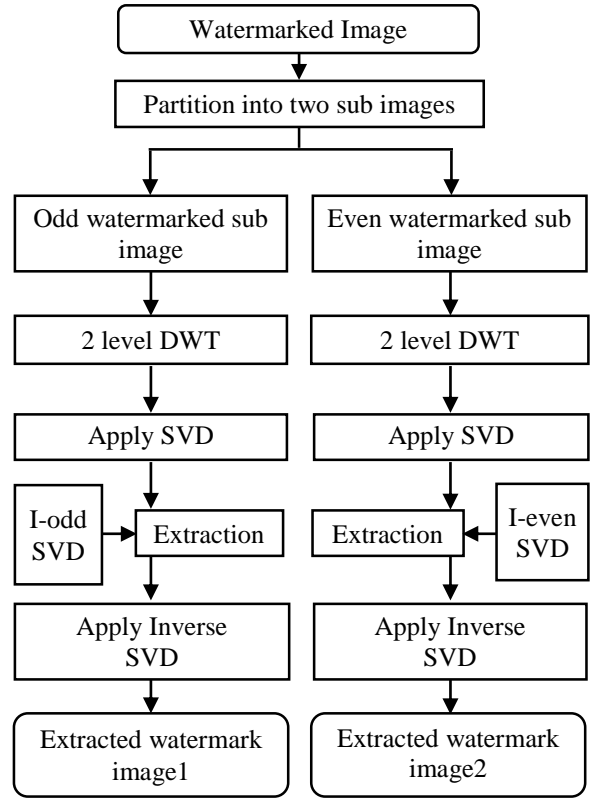 Watermarked Image
Partition into two sub images
Odd watermarked sub
image
Even watermarked sub
image
2 level DWT
2 level DWT
Apply SVD
Apply SVD
I-odd
SVD
Extraction
Extraction
I-even
SVD
Apply Inverse
SVD
Apply Inverse
SVD
Extracted watermark
image1
Extracted watermark
image2